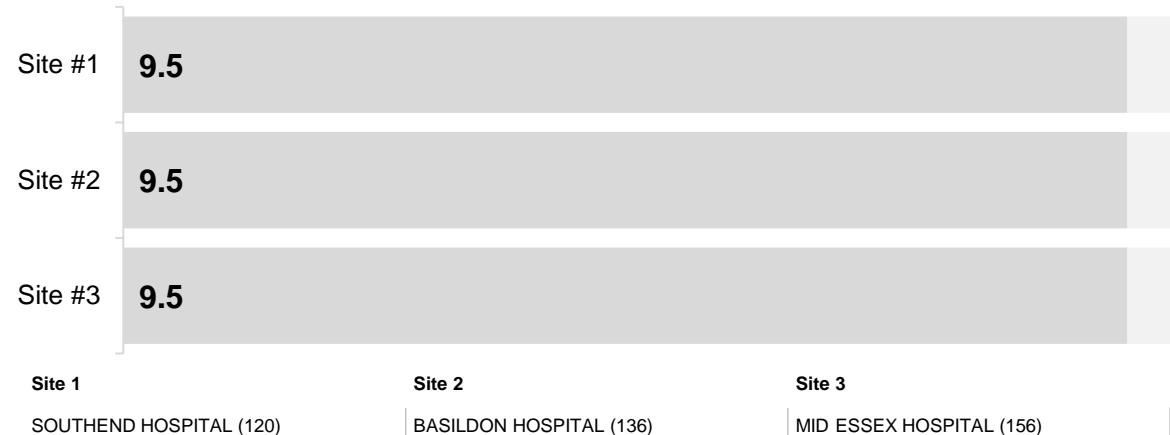 Site #1 9.5
Site #2 9.5
Site #3 9.5
Site 1 Site 2 Site 3
SOUTHEND HOSPITAL (120) BASILDON HOSPITAL (136) MID ESSEX HOSPITAL (156)